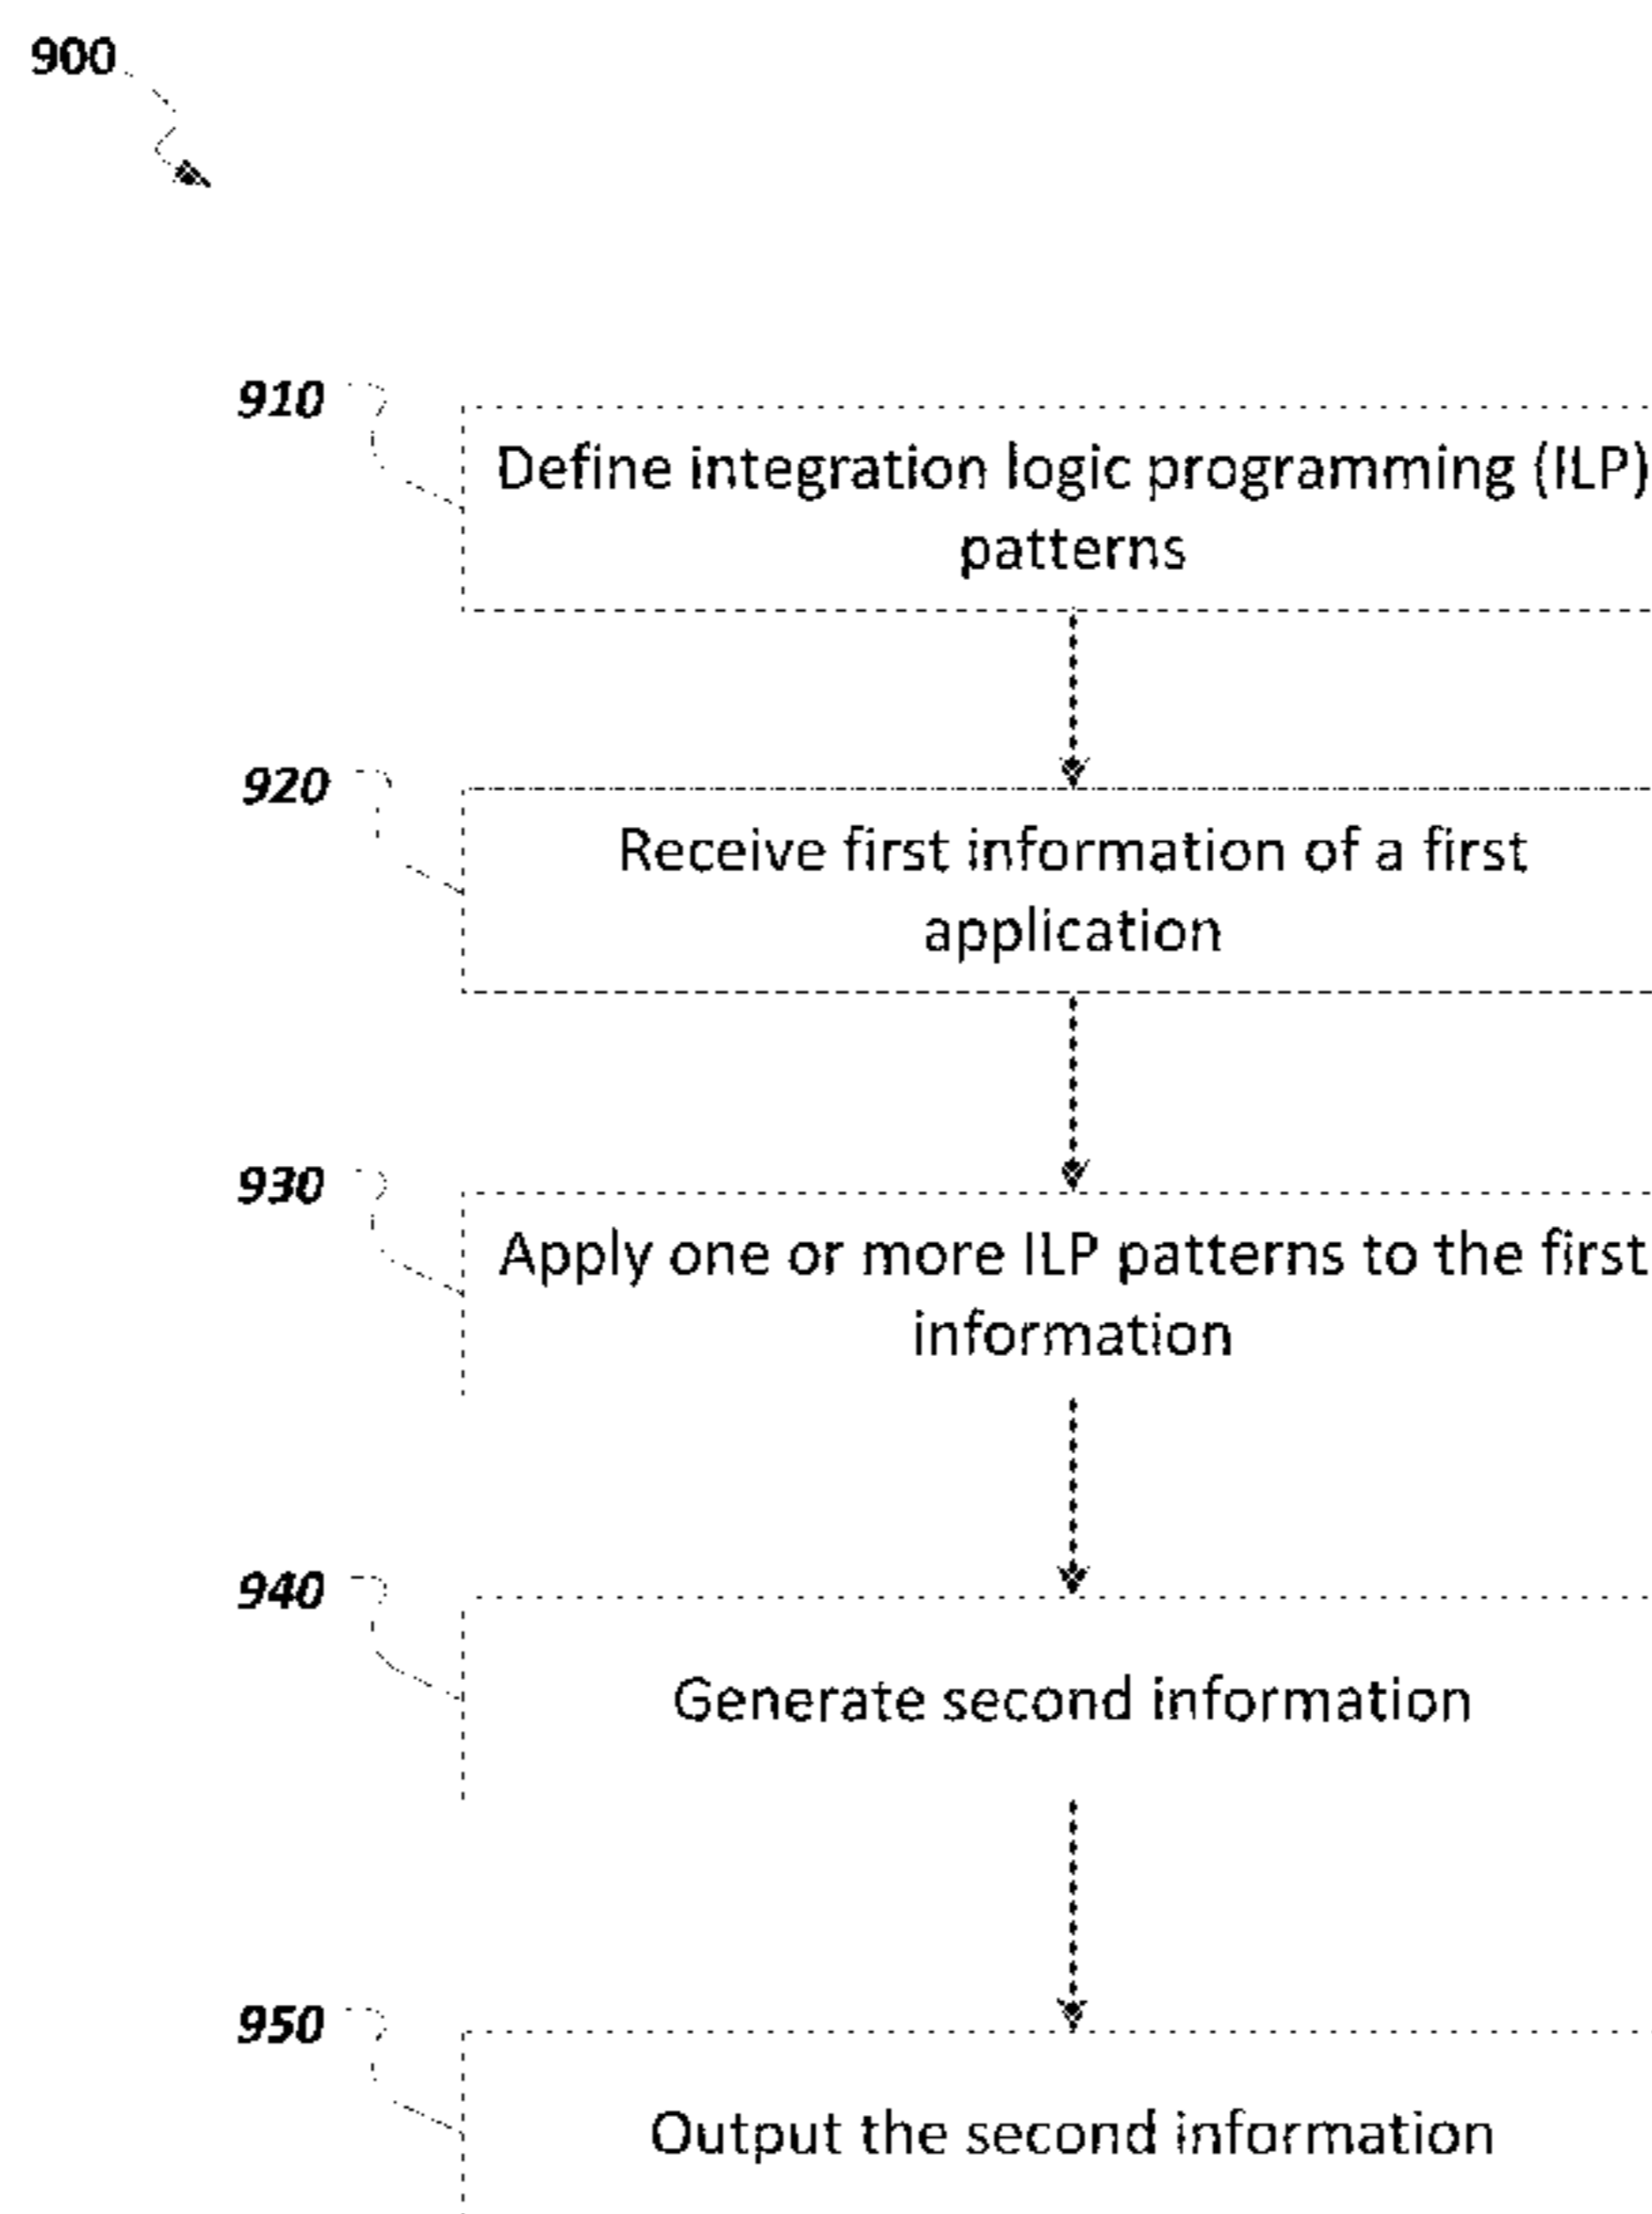 900
910
Define integration logic programming (ILP)
patterns
920
Receive first information of a first
application
930
Apply one or more ILP patterns to the first
information
940
Generate second information
950
Output the second information